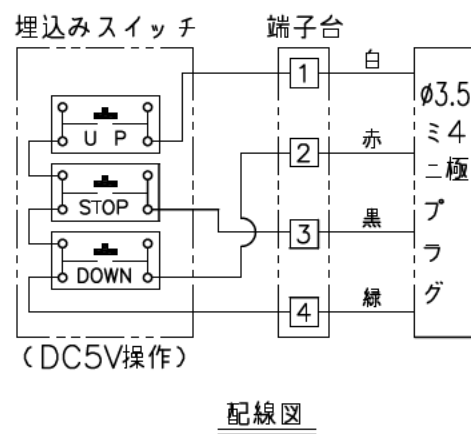 埋込みスイッチ
端子台
UP
STOP
DOWN
(DC5V操作)
1
2
3
4
白
赤
黒
緑
φ3.5
ミ4
ニ極
プ
ラ
グ
配線図